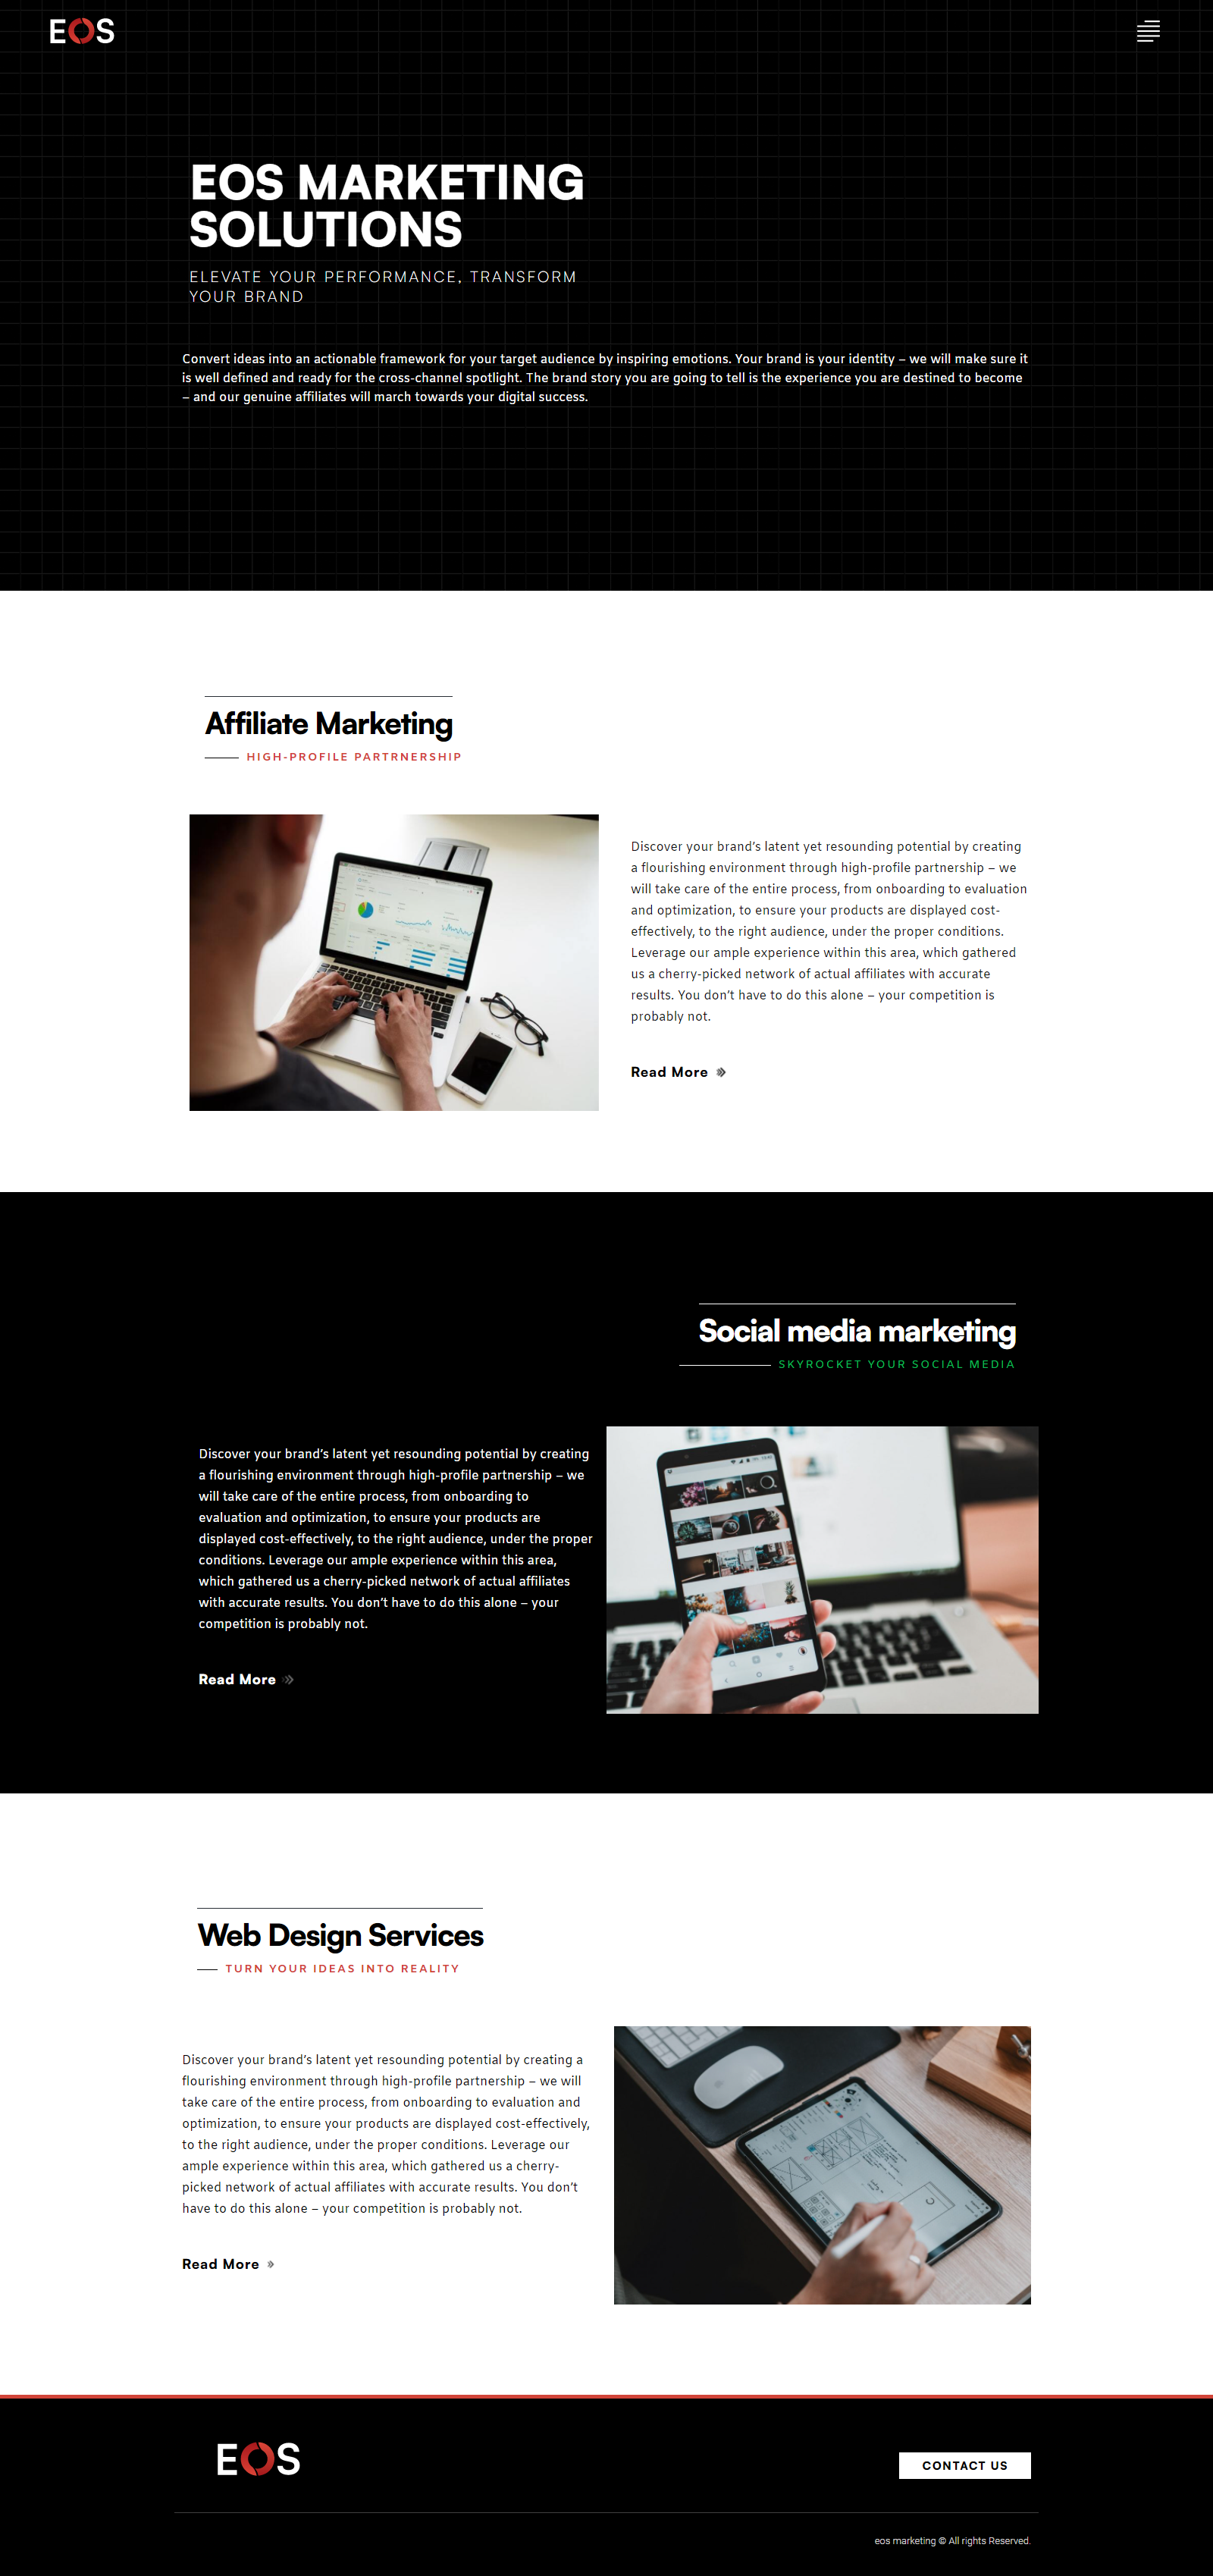 EOS
EOS MARKETING
SOLUTIONS
ELEVATE YOUR PERFORMANCE, TRANSFORM
YOUR BRAND
Convert ideas into an actionable framework for your target audience by inspiring emotions. Your brand is your identity – we will make sure it
is well defined and ready for the cross-channel spotlight. The brand story you are going to tell is the experience you are destined to become
– and our genuine affiliates will march towards your digital success.
Affiliate Marketing
HIGH-PROFILE PARTRNERSHIP
Discover your brand’s latent yet resounding potential by creating
a flourishing environment through high-profile partnership – we
will take care of the entire process, from onboarding to evaluation
and optimization, to ensure your products are displayed cost-
effectively, to the right audience, under the proper conditions.
Leverage our ample experience within this area, which gathered
us a cherry-picked network of actual affiliates with accurate
results. You don’t have to do this alone – your competition is
probably not.
Read More
Social media marketing
SKYROCKET YOUR SOCIAL MEDIA
Discover your brand’s latent yet resounding potential by creating
a flourishing environment through high-profile partnership – we
will take care of the entire process, from onboarding to
evaluation and optimization, to ensure your products are
displayed cost-effectively, to the right audience, under the proper
conditions. Leverage our ample experience within this area,
which gathered us a cherry-picked network of actual affiliates
with accurate results. You don’t have to do this alone – your
competition is probably not.
Read More
Web Design Services
TURN YOUR IDEAS INTO REALITY
Discover your brand’s latent yet resounding potential by creating a
flourishing environment through high-profile partnership – we will
take care of the entire process, from onboarding to evaluation and
optimization, to ensure your products are displayed cost-effectively,
to the right audience, under the proper conditions. Leverage our
ample experience within this area, which gathered us a cherry-
picked network of actual affiliates with accurate results. You don’t
have to do this alone – your competition is probably not.
Read More
EOS
CONTACT US
eos marketing © All rights Reserved.